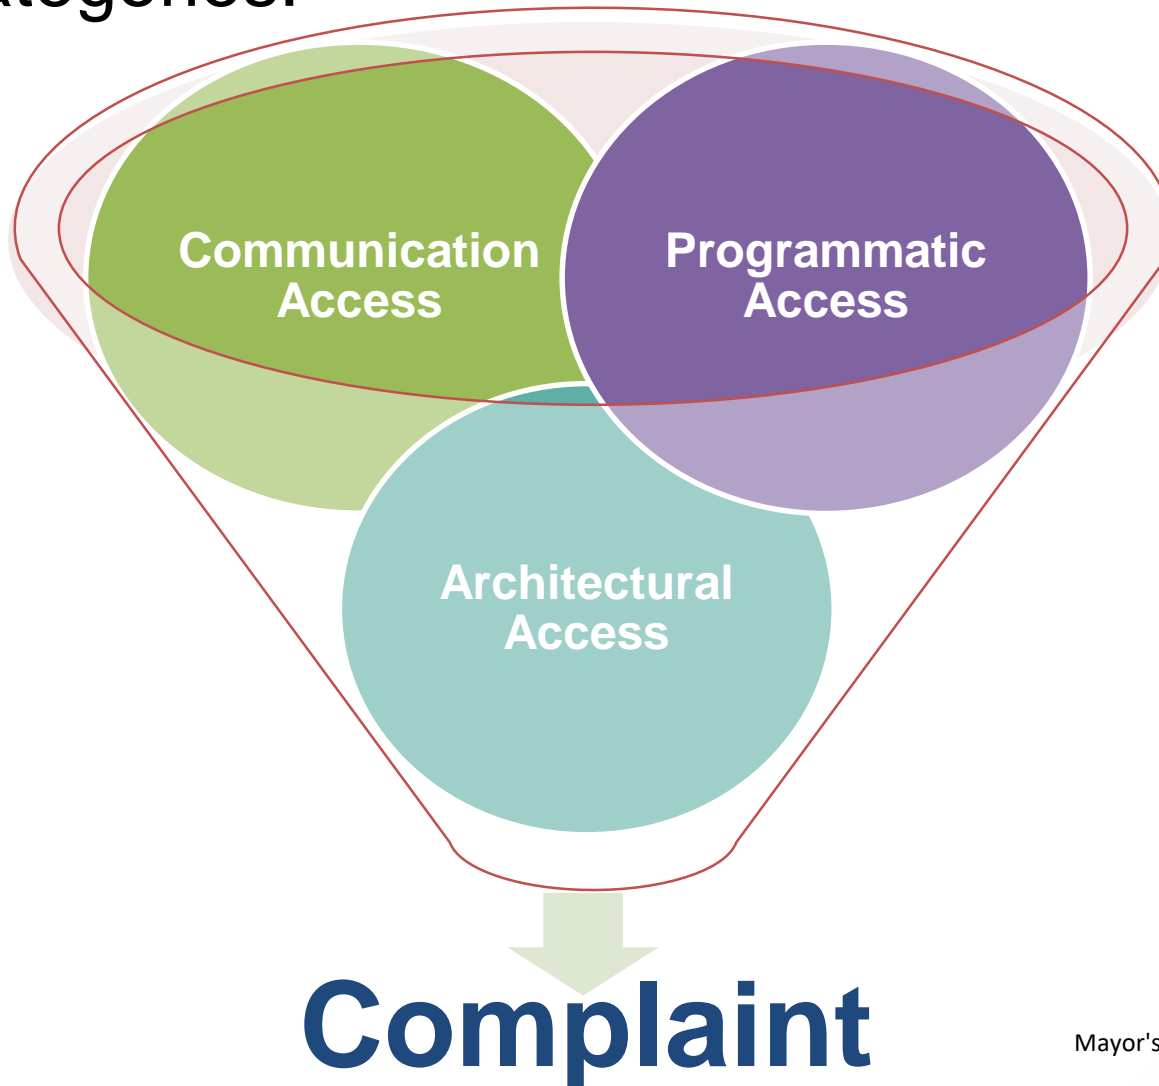 Communication
Access
Programmatic
Access
Architectural
Access
Complaint
Mayor's